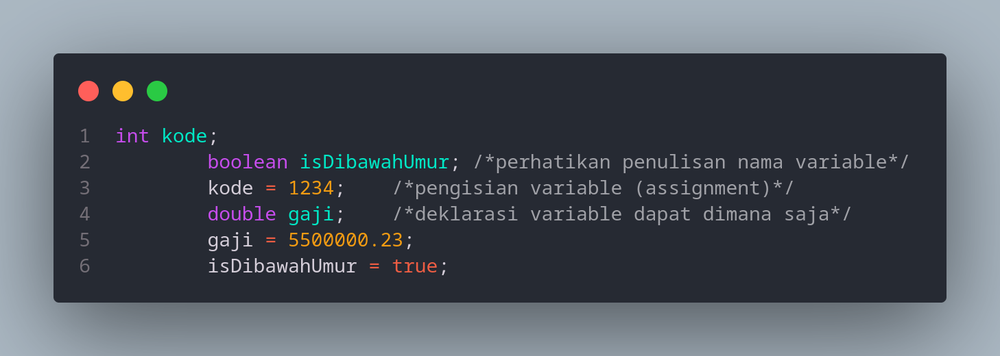 1 int kode;
2 boolean isDibawahUmur; /*perhatikan penulisan nama variable*/
3 kode = 1234; /*pengisian variable (assignment)*/
4 double gaji; /*deklarasi variable dapat dimana saja*/
5 gaji = 5500000.23;
6 isDibawahUmur = true;